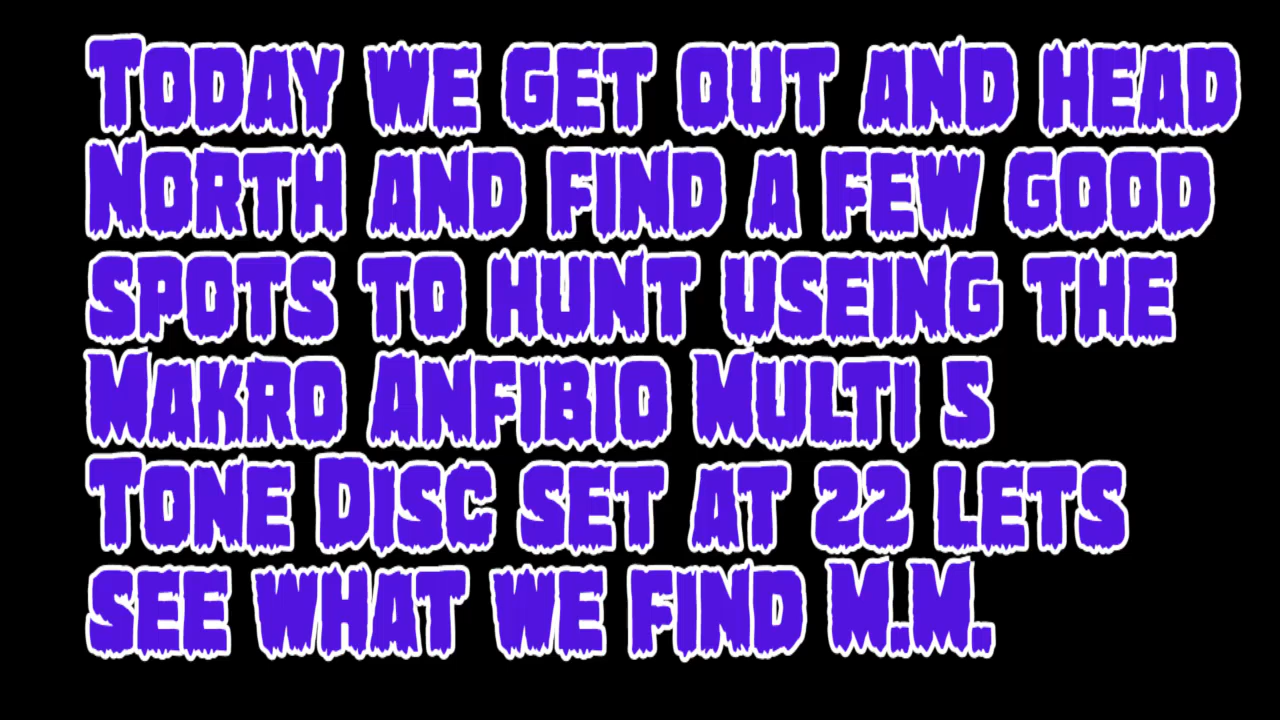 Today we get out and head
North and find a few good
spots to hunt useing the
Makro Anfibio Multi 5
Tone Disc set at 22 lets
see what we find M.M.